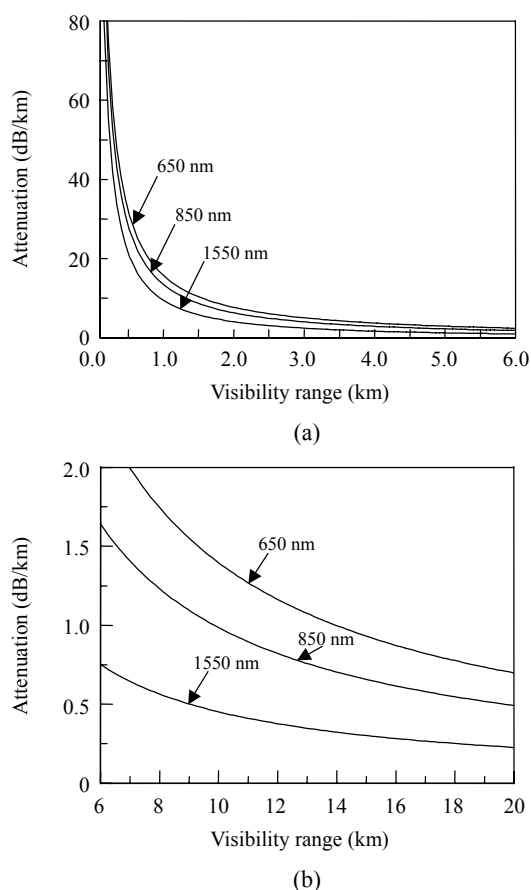 80
60
40
20
0
Attenuation (dB/km)
650 nm
850 nm
1550 nm
0.0 1.0 2.0 3.0 4.0 5.0 6.0
Visibility range (km)
(a)
2.0
1.5
1.0
0.5
0
Attenuation (dB/km)
650 nm
850 nm
1550 nm
6 8 10 12 14 16 18 20
Visibility range (km)
(b)